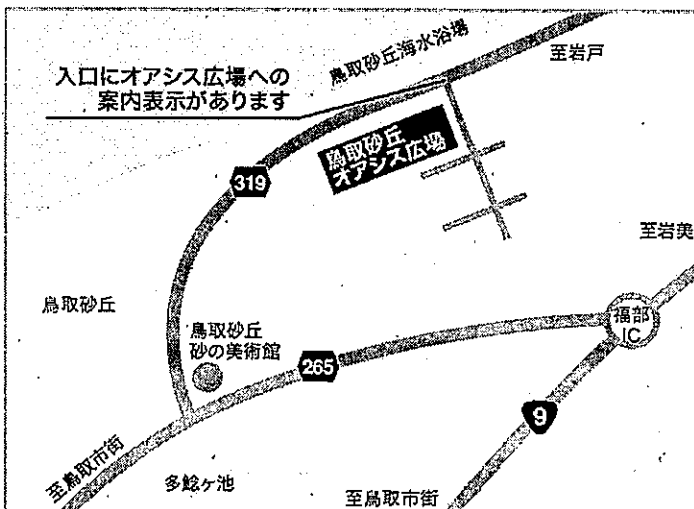 鳥取砂丘海水浴場
至岩戸
入口にオアシス広場への
案内表示があります
鳥取砂丘
オアシス広場
319
至岩美
鳥取砂丘
鳥取砂丘
砂の美術館
福部
IC
265
9
至鳥取市街
多鯰ヶ池
至鳥取市街